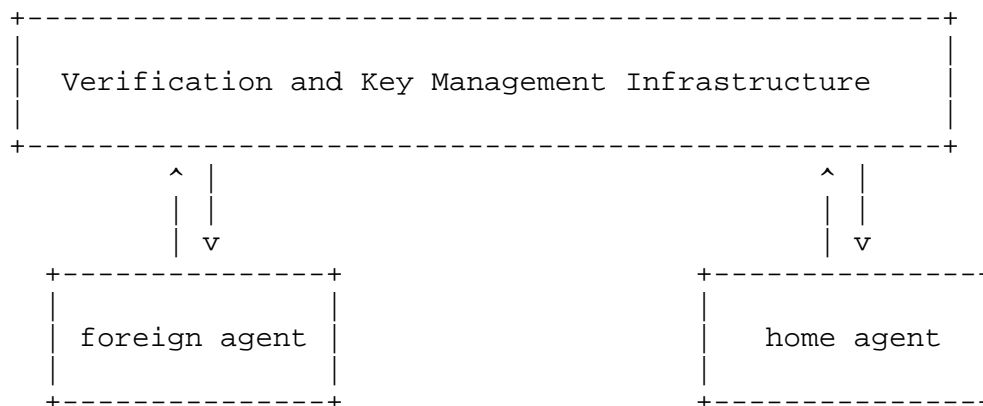 Verification and Key Management Infrastructure
foreign agent
home agent